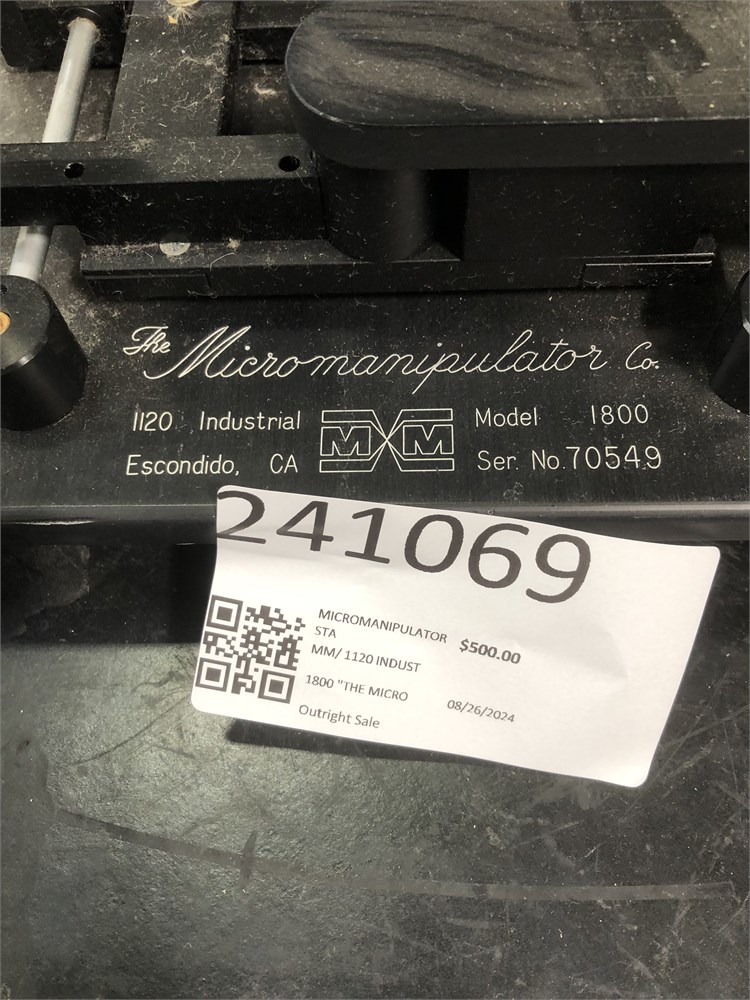 The Micromanipulator Co.
1120 Industrial
Escondido, CA
MM
Model 1800
Ser. No. 70549
241069
MICROMANIPULATOR
STA
$500.00
MM/ 1120 INDUST
1800 "THE MICRO
08/26/2024
Outright Sale